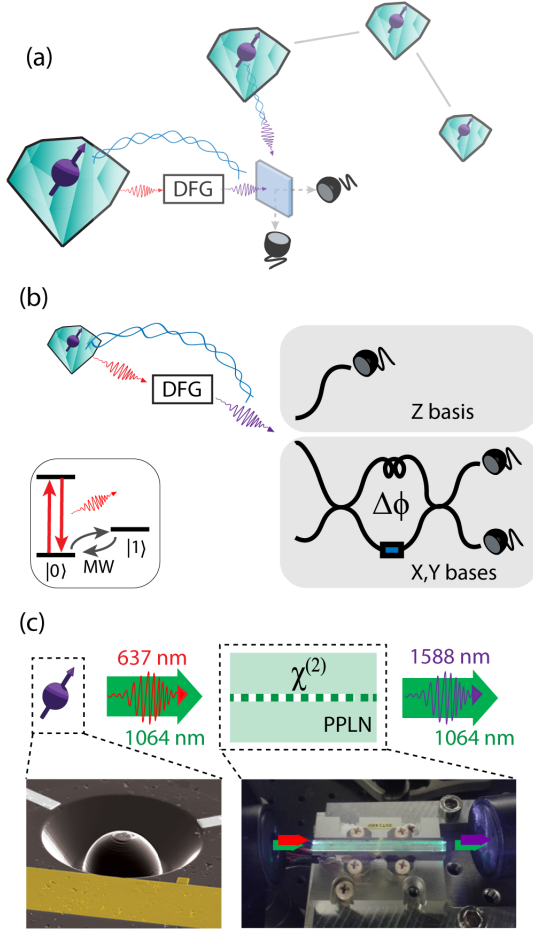 (a)
DFG
(b)
DFG
Z basis
Δϕ
X,Y bases
|0⟩
MW
|1⟩
(c)
637 nm
1064 nm
χ(2)
PPLN
1588 nm
1064 nm